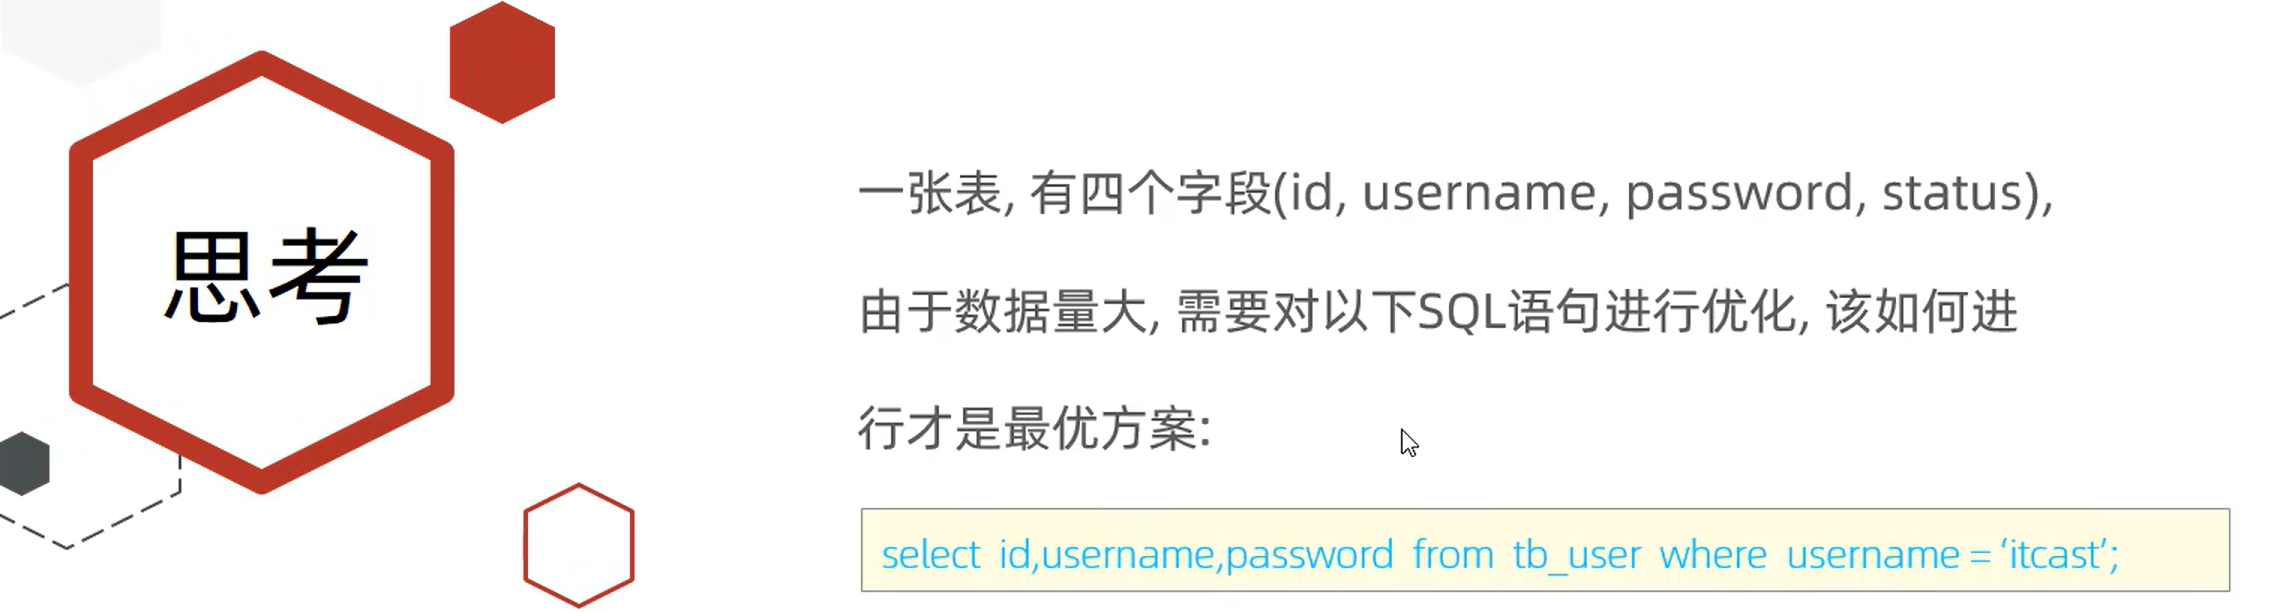 思考
一张表, 有四个字段(id, username, password, status),
由于数据量大, 需要对以下SQL语句进行优化, 该如何进
行才是最优方案:
select id,username,password from tb_user where username = ‘itcast’;